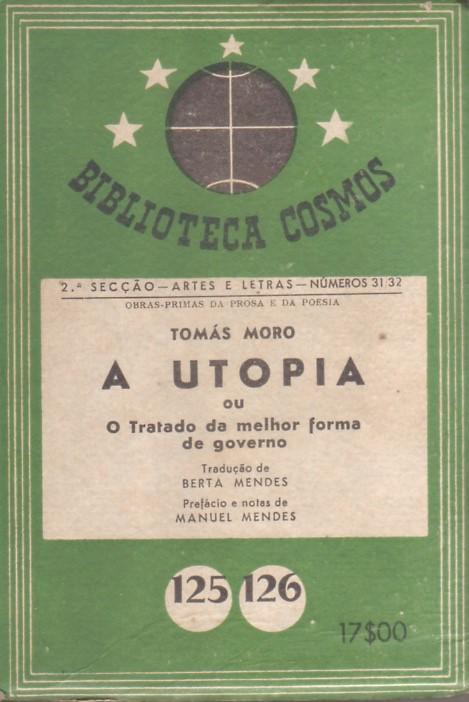 BIBLIOTECA COSMOS
2.ª SECÇÃO—ARTES E LETRAS—NÚMEROS 31/32
OBRAS-PRIMAS DA PROSA E DA POESIA
TOMÁS MORO
A UTOPIA
ou
O Tratado da melhor forma
de governo
Tradução de
BERTA MENDES
Prefácio e notas de
MANUEL MENDES
125 126
17$00